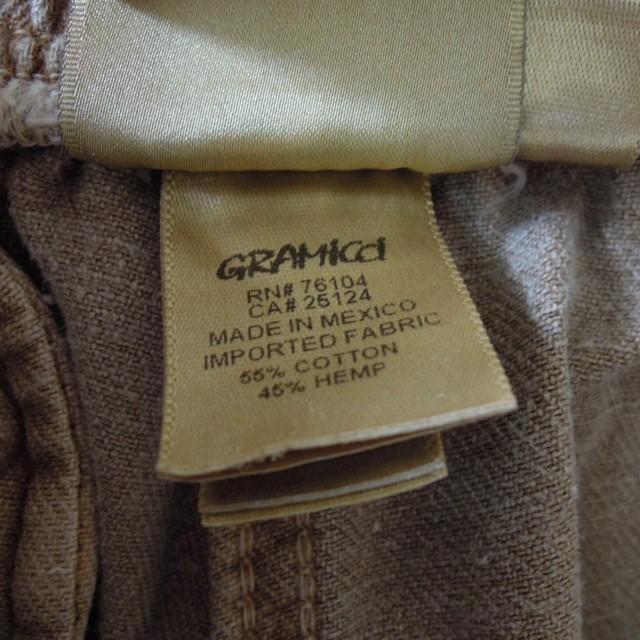 GRAMICCi
RN# 76104
CA# 25124
MADE IN MEXICO
IMPORTED FABRIC
55% COTTON
45% HEMP